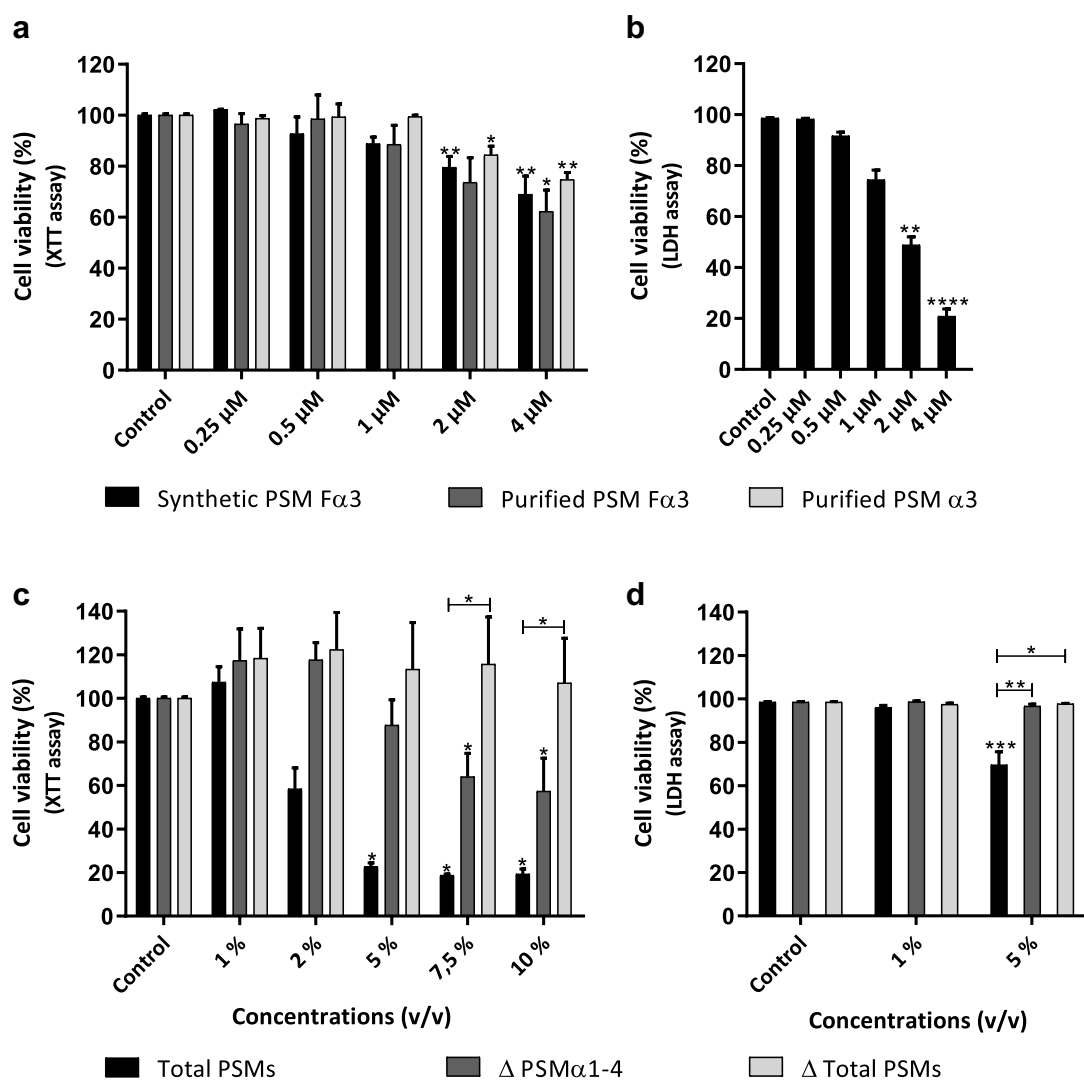 a
Cell viability (%)
(XTT assay)
120
100
80
60
40
20
0
** * ** * **
Control 0.25 µM 0.5 µM 1 µM 2 µM 4 µM
b
Cell viability (%)
(LDH assay)
120
100
80
60
40
20
0
** ****
Control 0.25 µM 0.5 µM 1 µM 2 µM 4 µM
Synthetic PSM Fα3 Purified PSM Fα3 Purified PSM α3
c
Cell viability (%)
(XTT assay)
140
120
100
80
60
40
20
0
* *
* * * * *
Control 1 % 2 % 5 % 7,5 % 10 %
Concentrations (v/v)
d
Cell viability (%)
(LDH assay)
140
120
100
80
60
40
20
0
*
**
***
Control 1 % 5 %
Concentrations (v/v)
Total PSMs Δ PSMα1-4 Δ Total PSMs